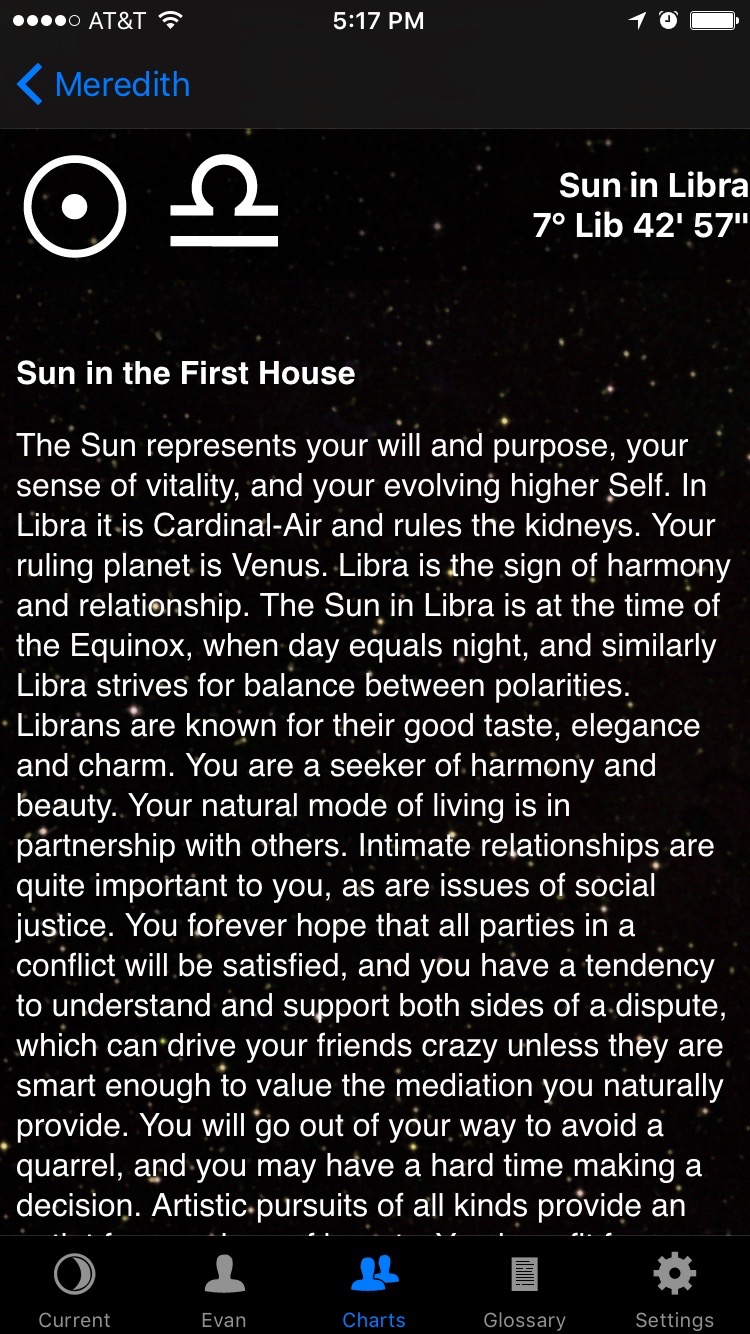 AT&T 5:17 PM
Meredith
Sun in Libra
7° Lib 42' 57"
Sun in the First House
The Sun represents your will and purpose, your
sense of vitality, and your evolving higher Self. In
Libra it is Cardinal-Air and rules the kidneys. Your
ruling planet is Venus. Libra is the sign of harmony
and relationship. The Sun in Libra is at the time of
the Equinox, when day equals night, and similarly
Libra strives for balance between polarities.
Librans are known for their good taste, elegance
and charm. You are a seeker of harmony and
beauty. Your natural mode of living is in
partnership with others. Intimate relationships are
quite important to you, as are issues of social
justice. You forever hope that all parties in a
conflict will be satisfied, and you have a tendency
to understand and support both sides of a dispute,
which can drive your friends crazy unless they are
smart enough to value the mediation you naturally
provide. You will go out of your way to avoid a
quarrel, and you may have a hard time making a
decision. Artistic pursuits of all kinds provide an
Current Evan Charts Glossary Settings